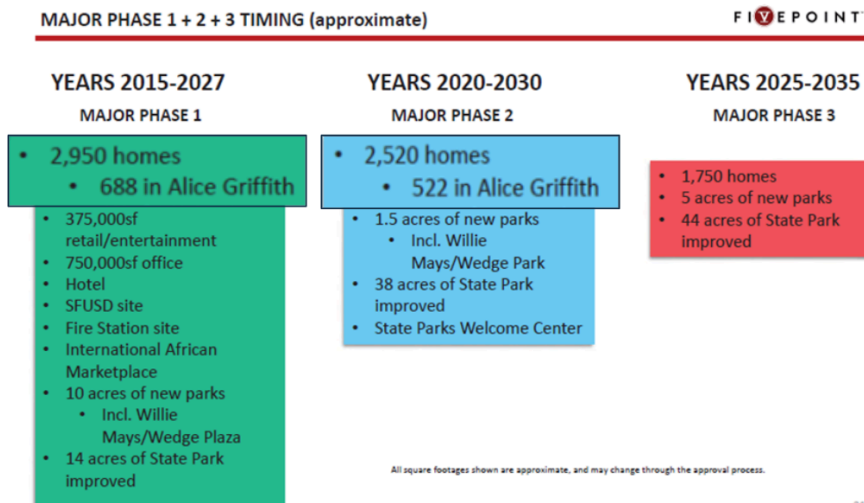 MAJOR PHASE 1 + 2 + 3 TIMING (approximate)
FIVEPOINT
YEARS 2015-2027
MAJOR PHASE 1
• 2,950 homes
• 688 in Alice Griffith
• 375,000sf
retail/entertainment
• 750,000sf office
• Hotel
• SFUSD site
• Fire Station site
• International African
Marketplace
• 10 acres of new parks
• Incl. Willie
Mays/Wedge Plaza
• 14 acres of State Park
improved
YEARS 2020-2030
MAJOR PHASE 2
• 2,520 homes
• 522 in Alice Griffith
• 1.5 acres of new parks
• Incl. Willie
Mays/Wedge Park
• 38 acres of State Park
improved
• State Parks Welcome Center
YEARS 2025-2035
MAJOR PHASE 3
• 1,750 homes
• 5 acres of new parks
• 44 acres of State Park
improved
All square footages shown are approximate, and may change through the approval process.